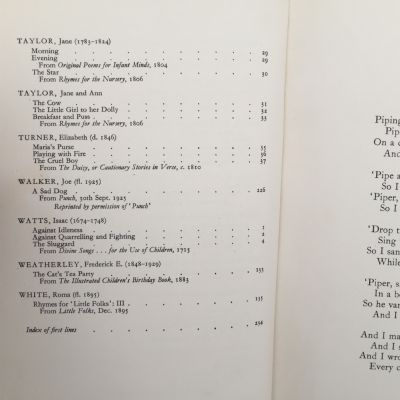 TAYLOR, Jane (1783-1824)
Morning . . . . . . . . . 29
Evening . . . . . . . . . 29
From Original Poems for Infant Minds, 1804
The Star . . . . . . . . . 30
From Rhymes for the Nursery, 1806
TAYLOR, Jane and Ann
The Cow . . . . . . . . . 31
The Little Girl to her Dolly . . . . . . 32
Breakfast and Puss . . . . . . . 33
From Rhymes for the Nursery, 1806
TURNER, Elizabeth (d. 1846)
Maria's Purse . . . . . . . . 35
Playing with Fire . . . . . . . 36
The Cruel Boy . . . . . . . . 37
From The Daisy, or Cautionary Stories in Verse, c. 1810
WALKER, Joe (fl. 1925)
A Sad Dog . . . . . . . . 226
From Punch, 30th Sept. 1925
Reprinted by permission of 'Punch'
WATTS, Isaac (1674-1748)
Against Idleness . . . . . . . . 1
Against Quarrelling and Fighting . . . . . 2
The Sluggard . . . . . . . . 4
From Divine Songs . . . for the Use of Children, 1715
WEATHERLEY, Frederick E. (1848-1929)
The Cat's Tea Party . . . . . . . 133
From The Illustrated Children's Birthday Book, 1883
WHITE, Roms (fl. 1895)
Rhymes for 'Little Folks': III . . . . . . 135
From Little Folks, Dec. 1895
Index of first lines . . . . . . . . 256
Piping
Pip
On a c
And
'Pipe a
So I
'Piper,
So I
'Drop t
Sing
So I san
While
'Piper, s
In a b
So he van
And I
And I ma
And I s
And I wro
Every c